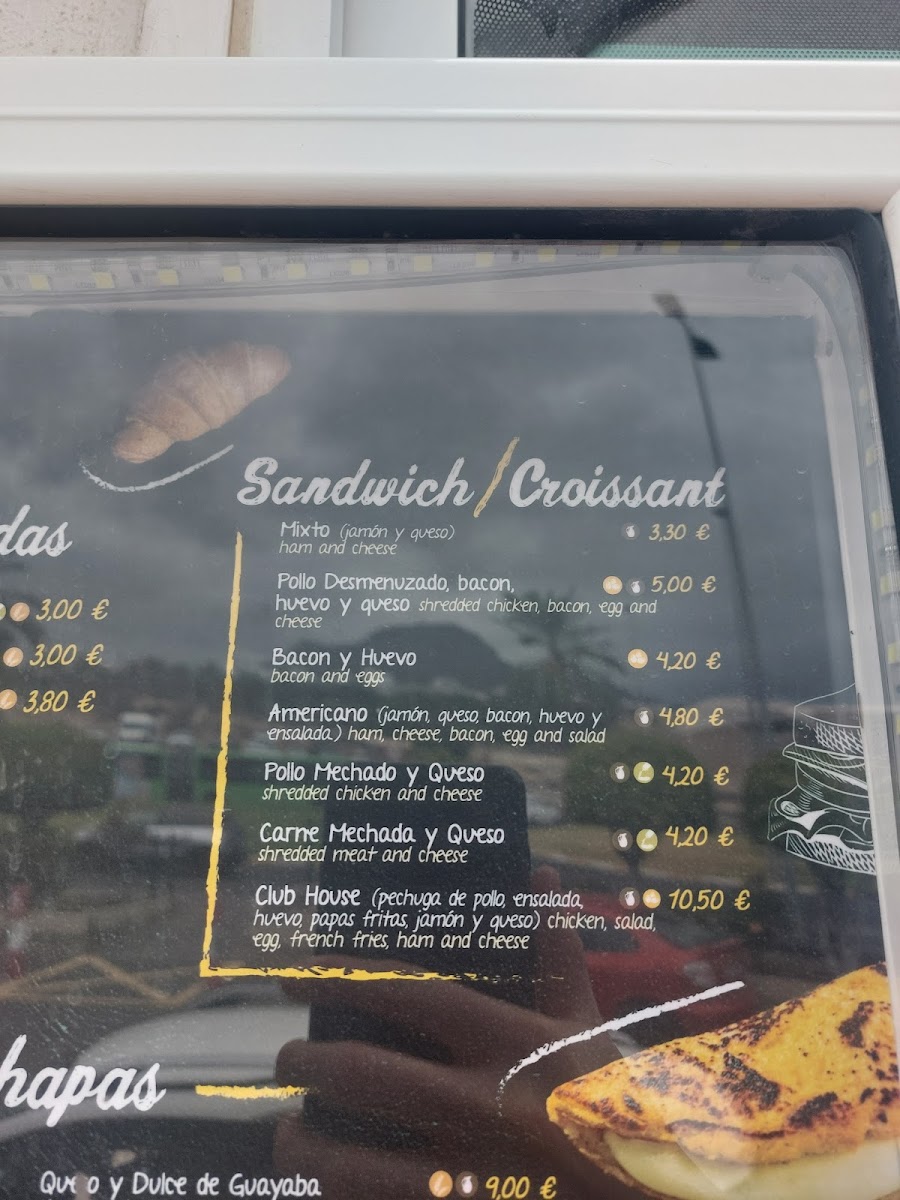 das
3,00 €
3,00 €
3,80 €
Sandwich / Croissant
Mixto (jamón y queso) 3,30 €
ham and cheese
Pollo Desmenuzado, bacon, 5,00 €
huevo y queso shredded chicken, bacon, egg and
cheese
Bacon y Huevo 4,20 €
bacon and eggs
Americano (jamón, queso, bacon, huevo y 4,80 €
ensalada) ham, cheese, bacon, egg and salad
Pollo Mechado y Queso 4,20 €
shredded chicken and cheese
Carne Mechada y Queso 4,20 €
shredded meat and cheese
Club House (pechuga de pollo, ensalada, 10,50 €
huevo, papas fritas, jamón y queso) chicken, salad,
egg, french fries, ham and cheese
hapas
Queso y Dulce de Guayaba 9,00 €